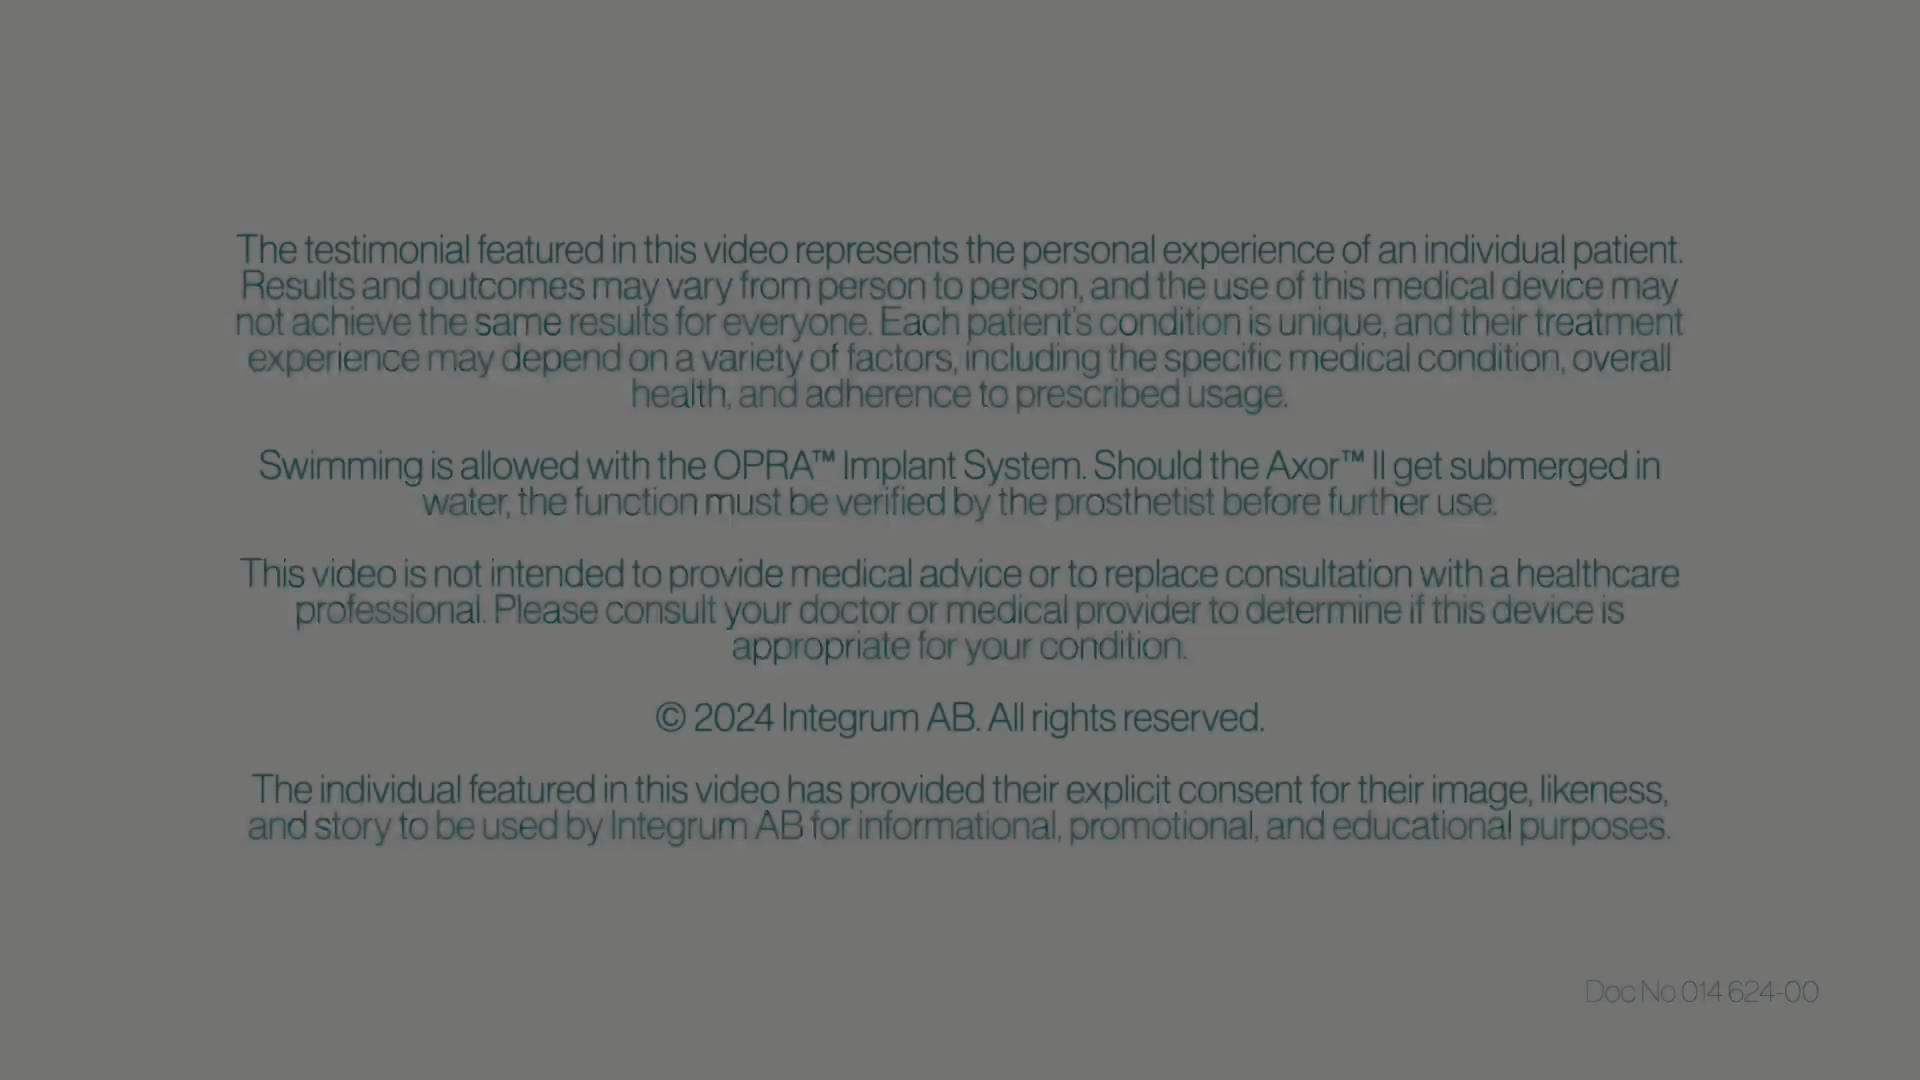 The testimonial featured in this video represents the personal experience of an individual patient.
Results and outcomes may vary from person to person, and the use of this medical device may
not achieve the same results for everyone. Each patient's condition is unique, and their treatment
experience may depend on a variety of factors, including the specific medical condition, overall
health, and adherence to prescribed usage.
Swimming is allowed with the OPRA™ Implant System. Should the Axor™ II get submerged in
water, the function must be verified by the prosthetist before further use.
This video is not intended to provide medical advice or to replace consultation with a healthcare
professional. Please consult your doctor or medical provider to determine if this device is
appropriate for your condition.
© 2024 Integrum AB. All rights reserved.
The individual featured in this video has provided their explicit consent for their image, likeness,
and story to be used by Integrum AB for informational, promotional, and educational purposes.
Doc No 014 624-00